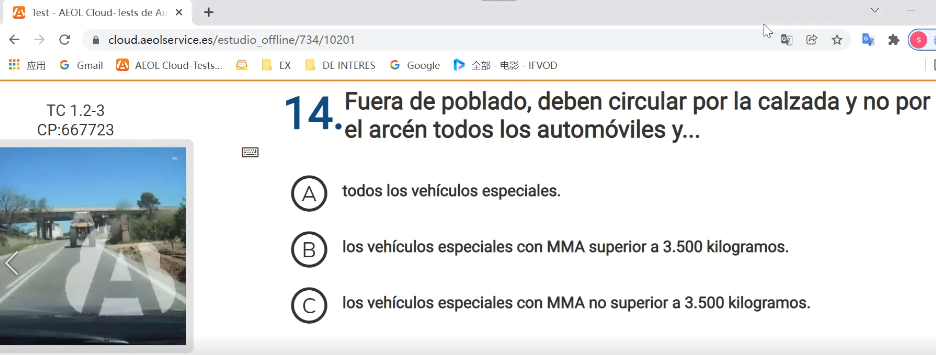 Test - AEOL Cloud-Tests de Au
cloud.aeolservice.es/estudio_offline/734/10201
应用
Gmail
AEOL Cloud-Tests...
EX
DE INTERES
Google
全部 - 电影 - IFVOD
TC 1.2-3
CP:667723
14. Fuera de poblado, deben circular por la calzada y no por
el arcén todos los automóviles y...
A todos los vehículos especiales.
B los vehículos especiales con MMA superior a 3.500 kilogramos.
C los vehículos especiales con MMA no superior a 3.500 kilogramos.